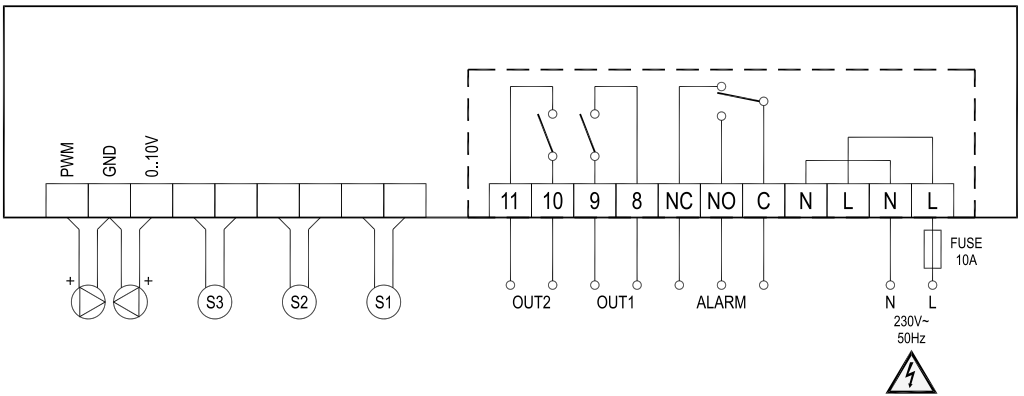 PWM
GND
0..10V
11 10 9 8 NC NO C N L N L
+ + S3 S2 S1
OUT2 OUT1 ALARM
FUSE
10A
N L
230V~
50Hz